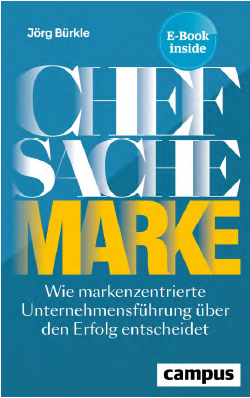 Jörg Bürkle
E-Book
inside
CHEF
SACHE
MARKE
Wie markenzentrierte
Unternehmensführung über
den Erfolg entscheidet
campus